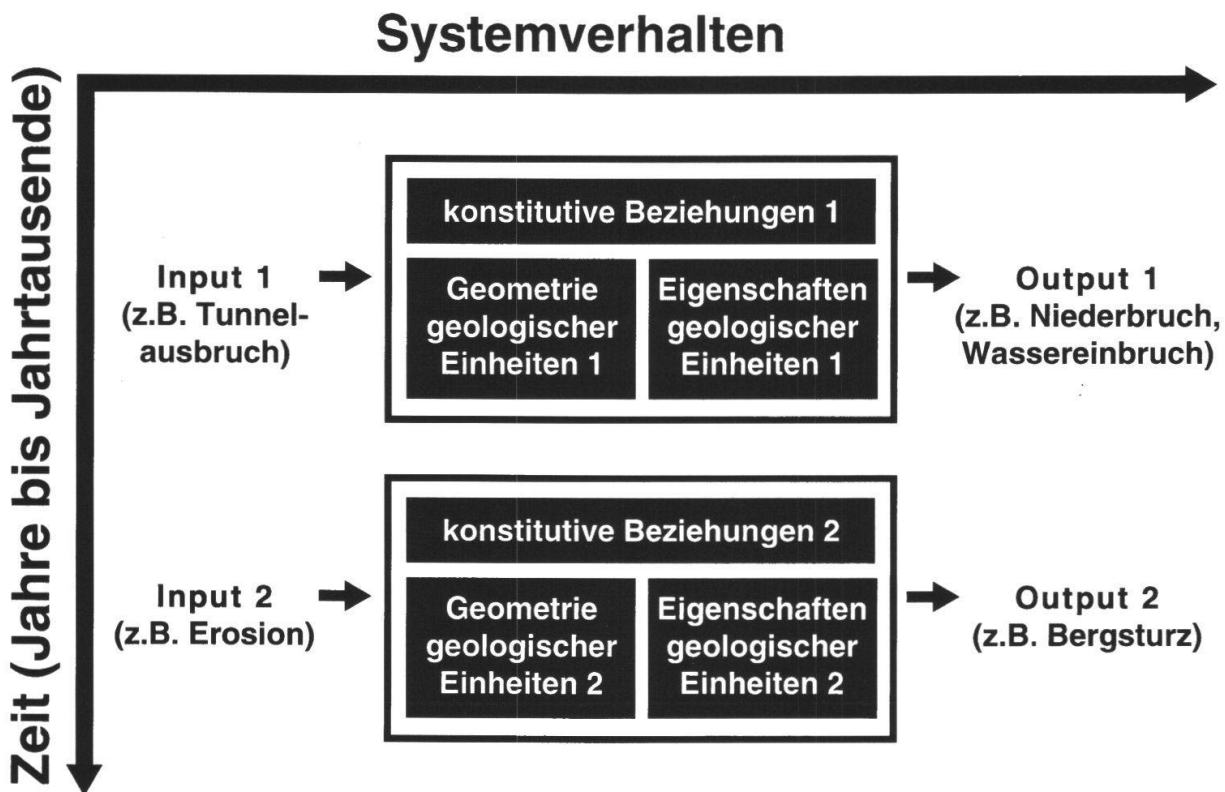 Systemverhalten
Zeit (Jahre bis Jahrtausende)
konstitutive Beziehungen 1
Input 1
(z.B. Tunnel-
ausbruch)
Geometrie
geologischer
Einheiten 1
Eigenschaften
geologischer
Einheiten 1
Output 1
(z.B. Niederbruch,
Wassereinbruch)
konstitutive Beziehungen 2
Input 2
(z.B. Erosion)
Geometrie
geologischer
Einheiten 2
Eigenschaften
geologischer
Einheiten 2
Output 2
(z.B. Bergsturz)